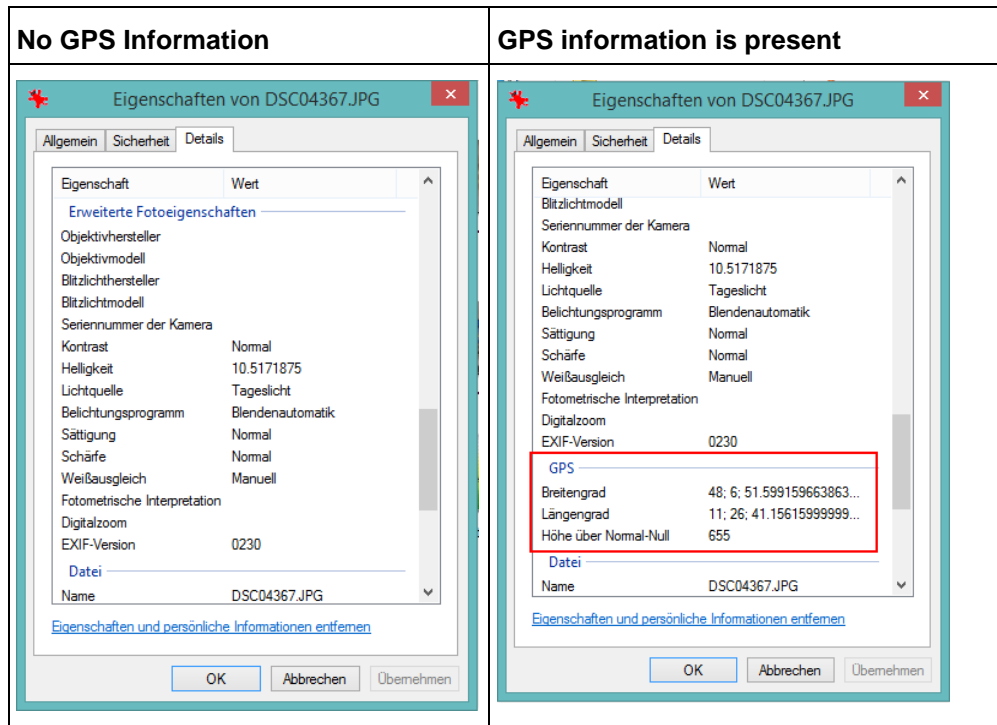 No GPS Information
GPS information is present
Eigenschaften von DSC04367.JPG
Allgemein Sicherheit Details
Eigenschaft Wert
Erweiterte Fotoeigenschaften
Objektivhersteller
Objektivmodell
Blitzlichthersteller
Blitzlichtmodell
Seriennummer der Kamera
Kontrast Normal
Helligkeit 10.5171875
Lichtquelle Tageslicht
Belichtungsprogramm Blendenautomatik
Sättigung Normal
Schärfe Normal
Weißausgleich Manuell
Fotometrische Interpretation
Digitalzoom
EXIF-Version 0230
Datei
Name DSC04367.JPG
Eigenschaften und persönliche Informationen entfernen
OK Abbrechen Übernehmen
Eigenschaften von DSC04367.JPG
Allgemein Sicherheit Details
Eigenschaft Wert
Blitzlichtmodell
Seriennummer der Kamera
Kontrast Normal
Helligkeit 10.5171875
Lichtquelle Tageslicht
Belichtungsprogramm Blendenautomatik
Sättigung Normal
Schärfe Normal
Weißausgleich Manuell
Fotometrische Interpretation
Digitalzoom
EXIF-Version 0230
GPS
Breitengrad 48; 6; 51.599159663863...
Längengrad 11; 26; 41.15615999999...
Höhe über Normal-Null 655
Datei
Name DSC04367.JPG
Eigenschaften und persönliche Informationen entfernen
OK Abbrechen Übernehmen